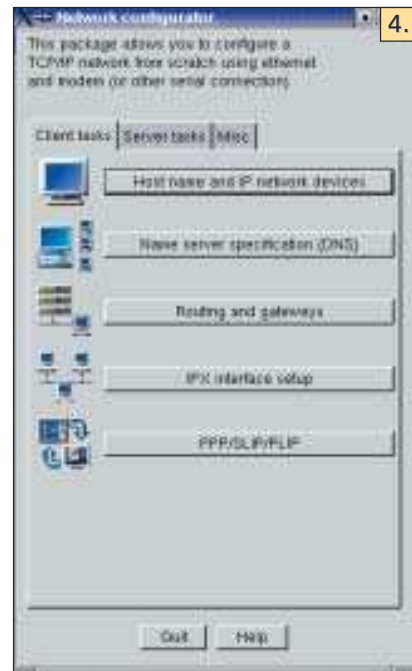 Network configurator
4.
This package allows you to configure a
TCP/IP network from scratch using ethernet
and modem (or other serial connection)
Client tasks Server tasks Misc
Host name and IP network devices
Name server specification (DNS)
Routing and gateways
IPX interface setup
PPP/SLIP/PLIP
Quit Help